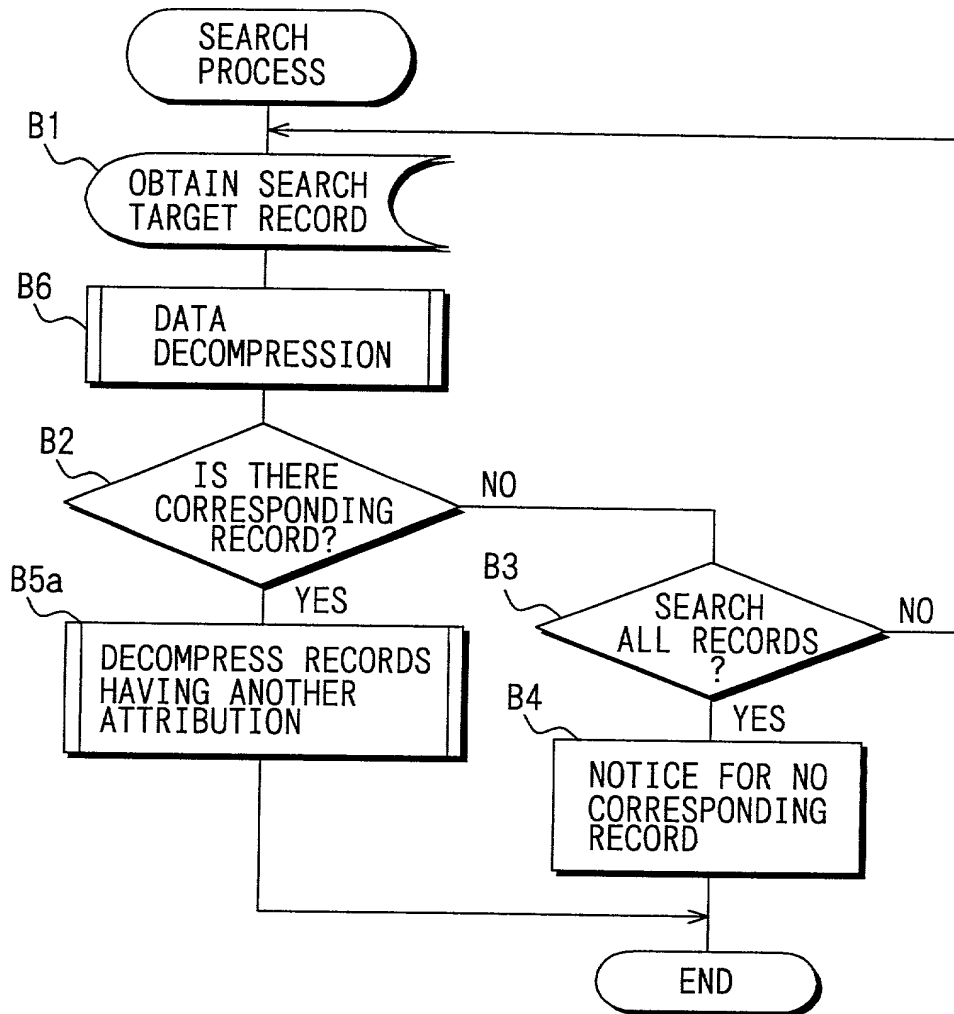 SEARCH
PROCESS
B1
OBTAIN SEARCH
TARGET RECORD
B6
DATA
DECOMPRESSION
B2
IS THERE
CORRESPONDING
RECORD?
NO
YES
B5a
DECOMPRESS RECORDS
HAVING ANOTHER
ATTRIBUTION
B3
SEARCH
ALL RECORDS
?
NO
YES
B4
NOTICE FOR NO
CORRESPONDING
RECORD
END